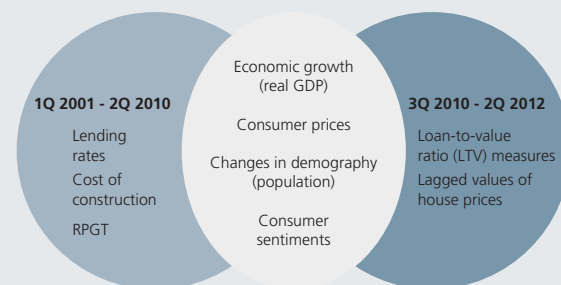 1Q 2001 - 2Q 2010
Lending
rates
Cost of
construction
RPGT
Economic growth
(real GDP)
Consumer prices
Changes in demography
(population)
Consumer
sentiments
3Q 2010 - 2Q 2012
Loan-to-value
ratio (LTV) measures
Lagged values of
house prices